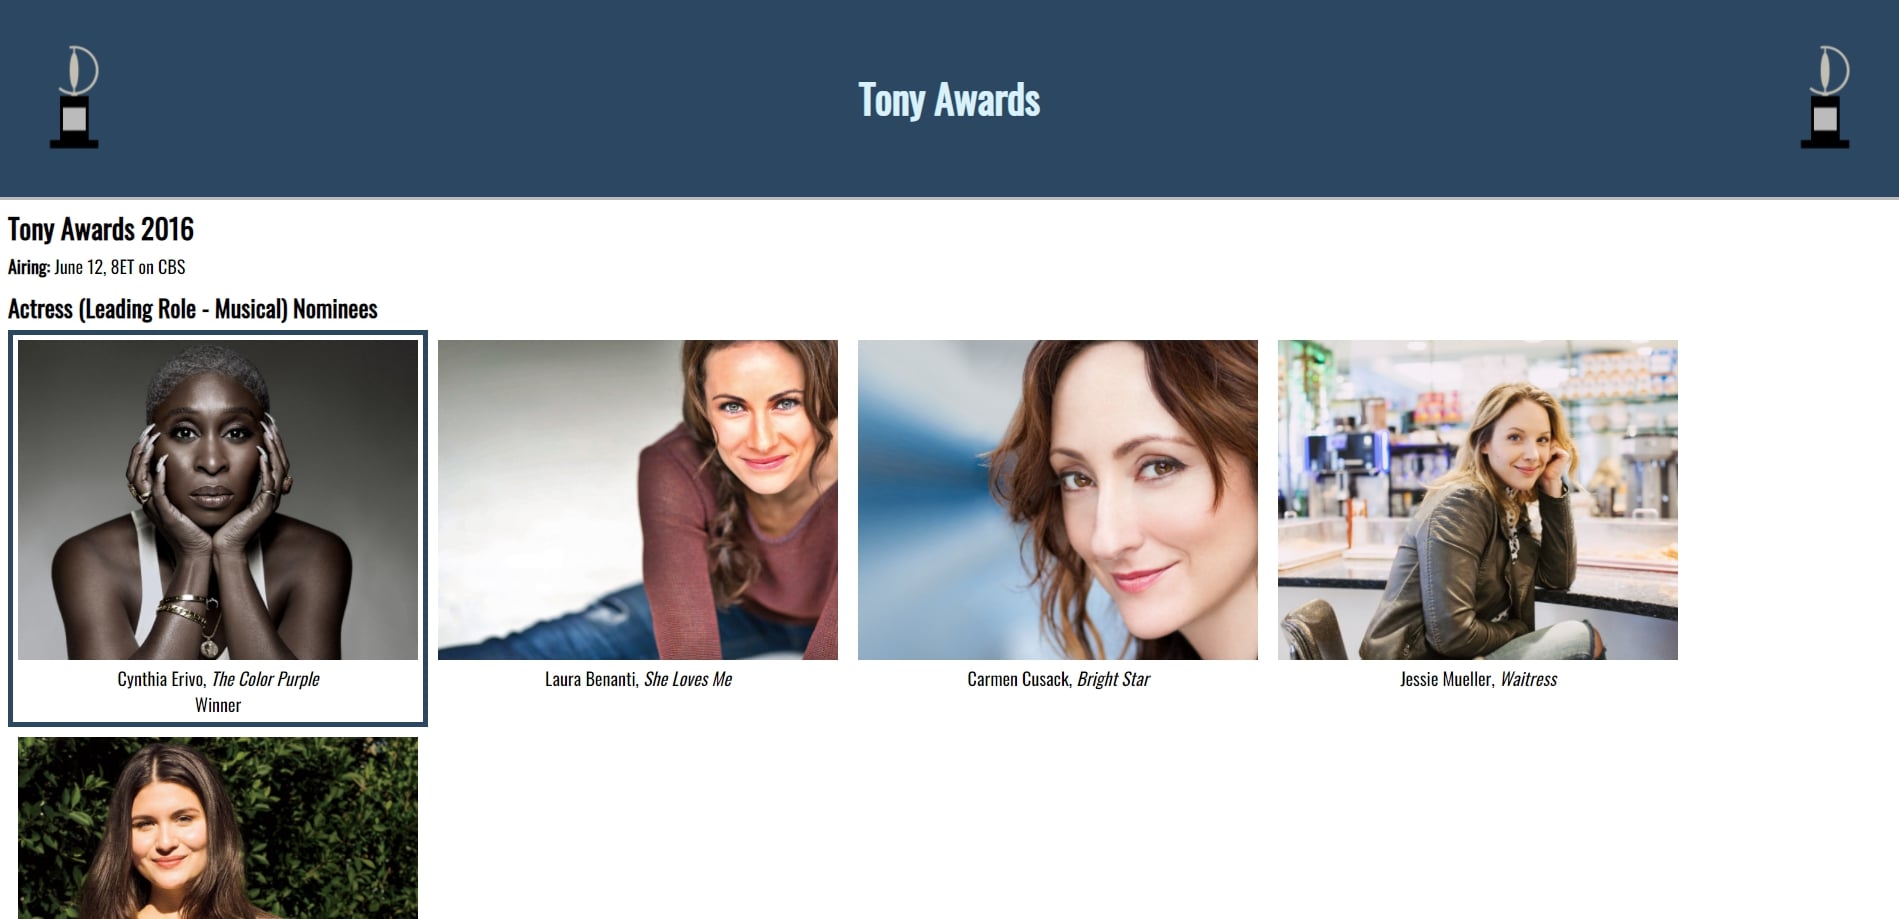 Tony Awards
Tony Awards 2016
Airing: June 12, 8ET on CBS
Actress (Leading Role - Musical) Nominees
Cynthia Erivo, The Color Purple
Winner
Laura Benanti, She Loves Me
Carmen Cusack, Bright Star
Jessie Mueller, Waitress